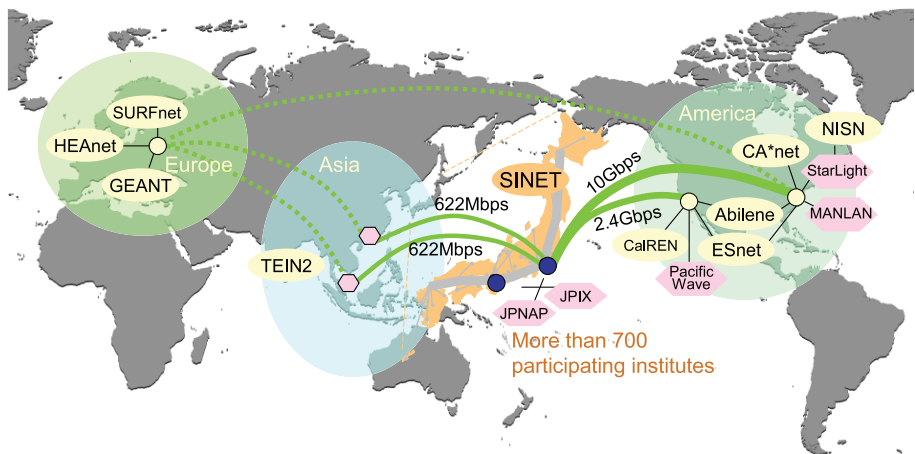 SURFnet
HEAnet
Europe
GEANT
Asia
TEIN2
622Mbps
622Mbps
SINET
10Gbps
2.4Gbps
JPNAP
JPIX
More than 700
participating institutes
America
NISN
CA*net
StarLight
MANLAN
Abilene
CalREN
ESnet
Pacific
Wave